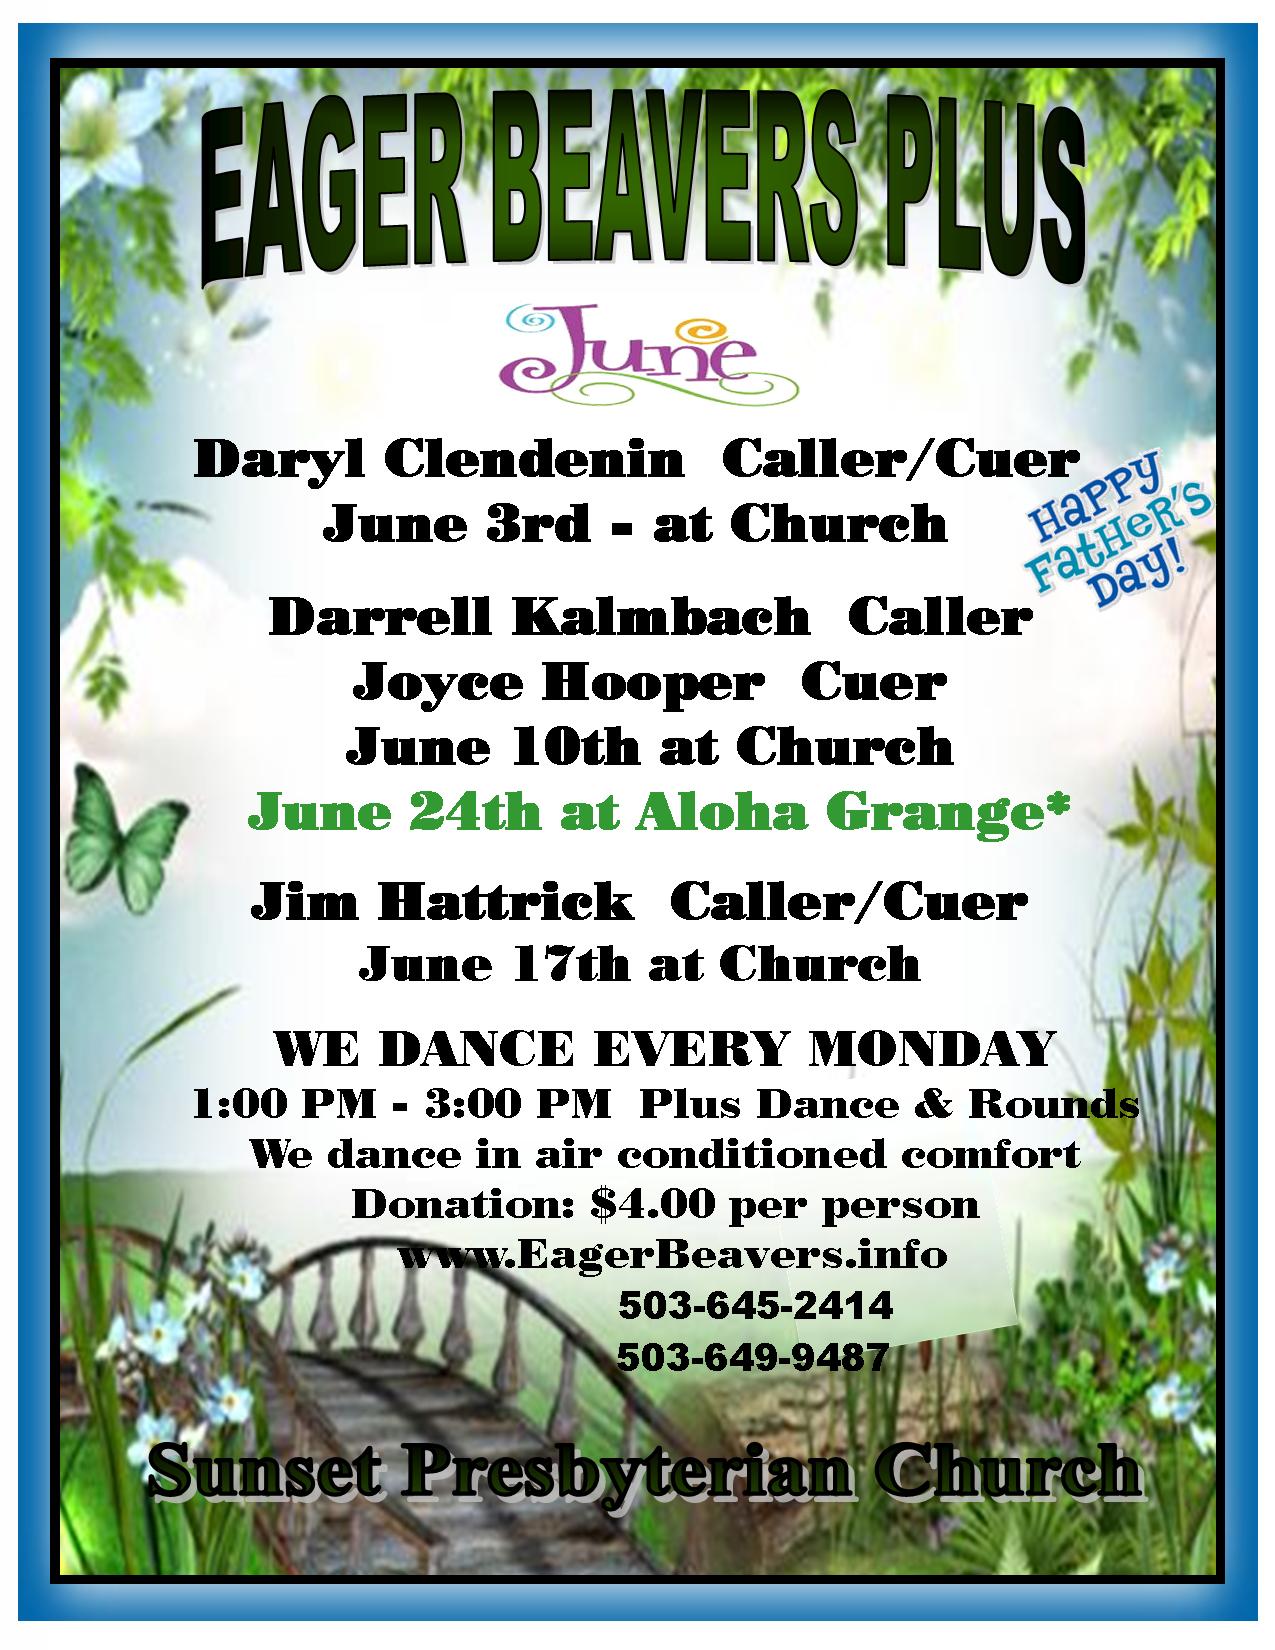 EAGER BEAVERS PLUS
June
Daryl Clendenin Caller/Cuer
June 3rd - at Church
HAPPY
FATHER'S
DAY!
Darrell Kalmbach Caller
Joyce Hooper Cuer
June 10th at Church
June 24th at Aloha Grange*
Jim Hattrick Caller/Cuer
June 17th at Church
WE DANCE EVERY MONDAY
1:00 PM - 3:00 PM Plus Dance & Rounds
We dance in air conditioned comfort
Donation: $4.00 per person
www.EagerBeavers.info
503-645-2414
503-649-9487
Sunset Presbyterian Church